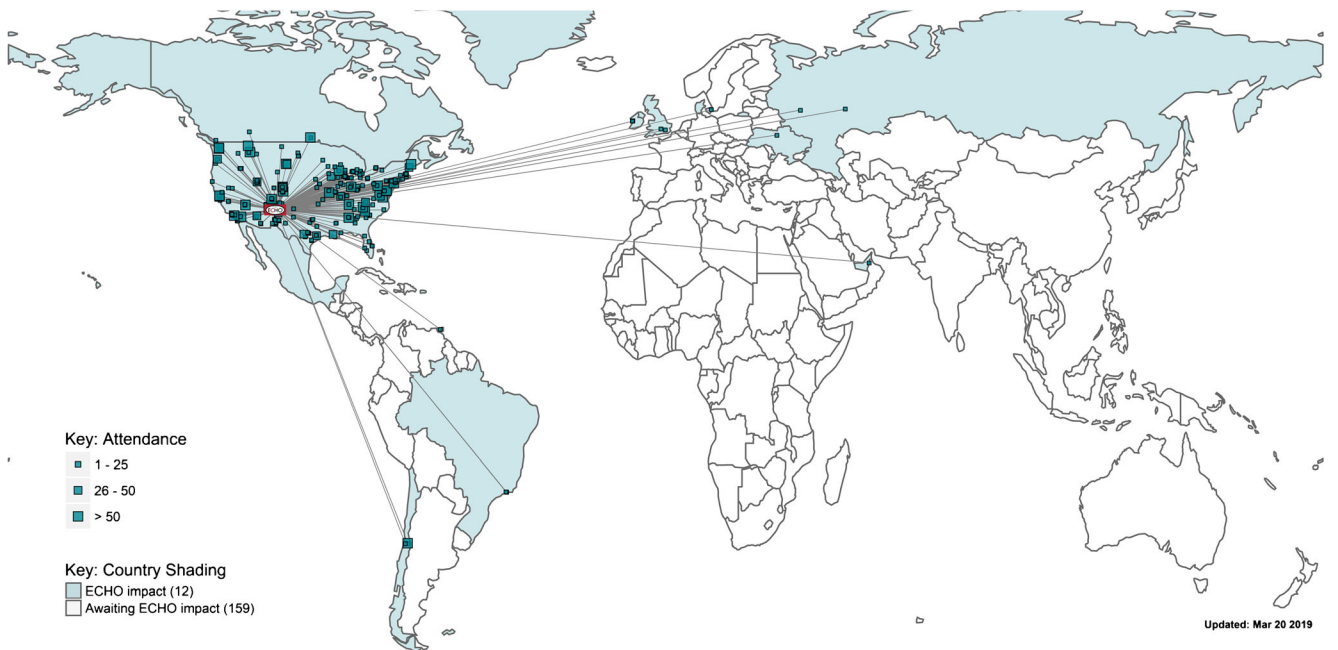 ECHO
Key: Attendance
1 - 25
26 - 50
> 50
Key: Country Shading
ECHO impact (12)
Awaiting ECHO impact (159)
Updated: Mar 20 2019